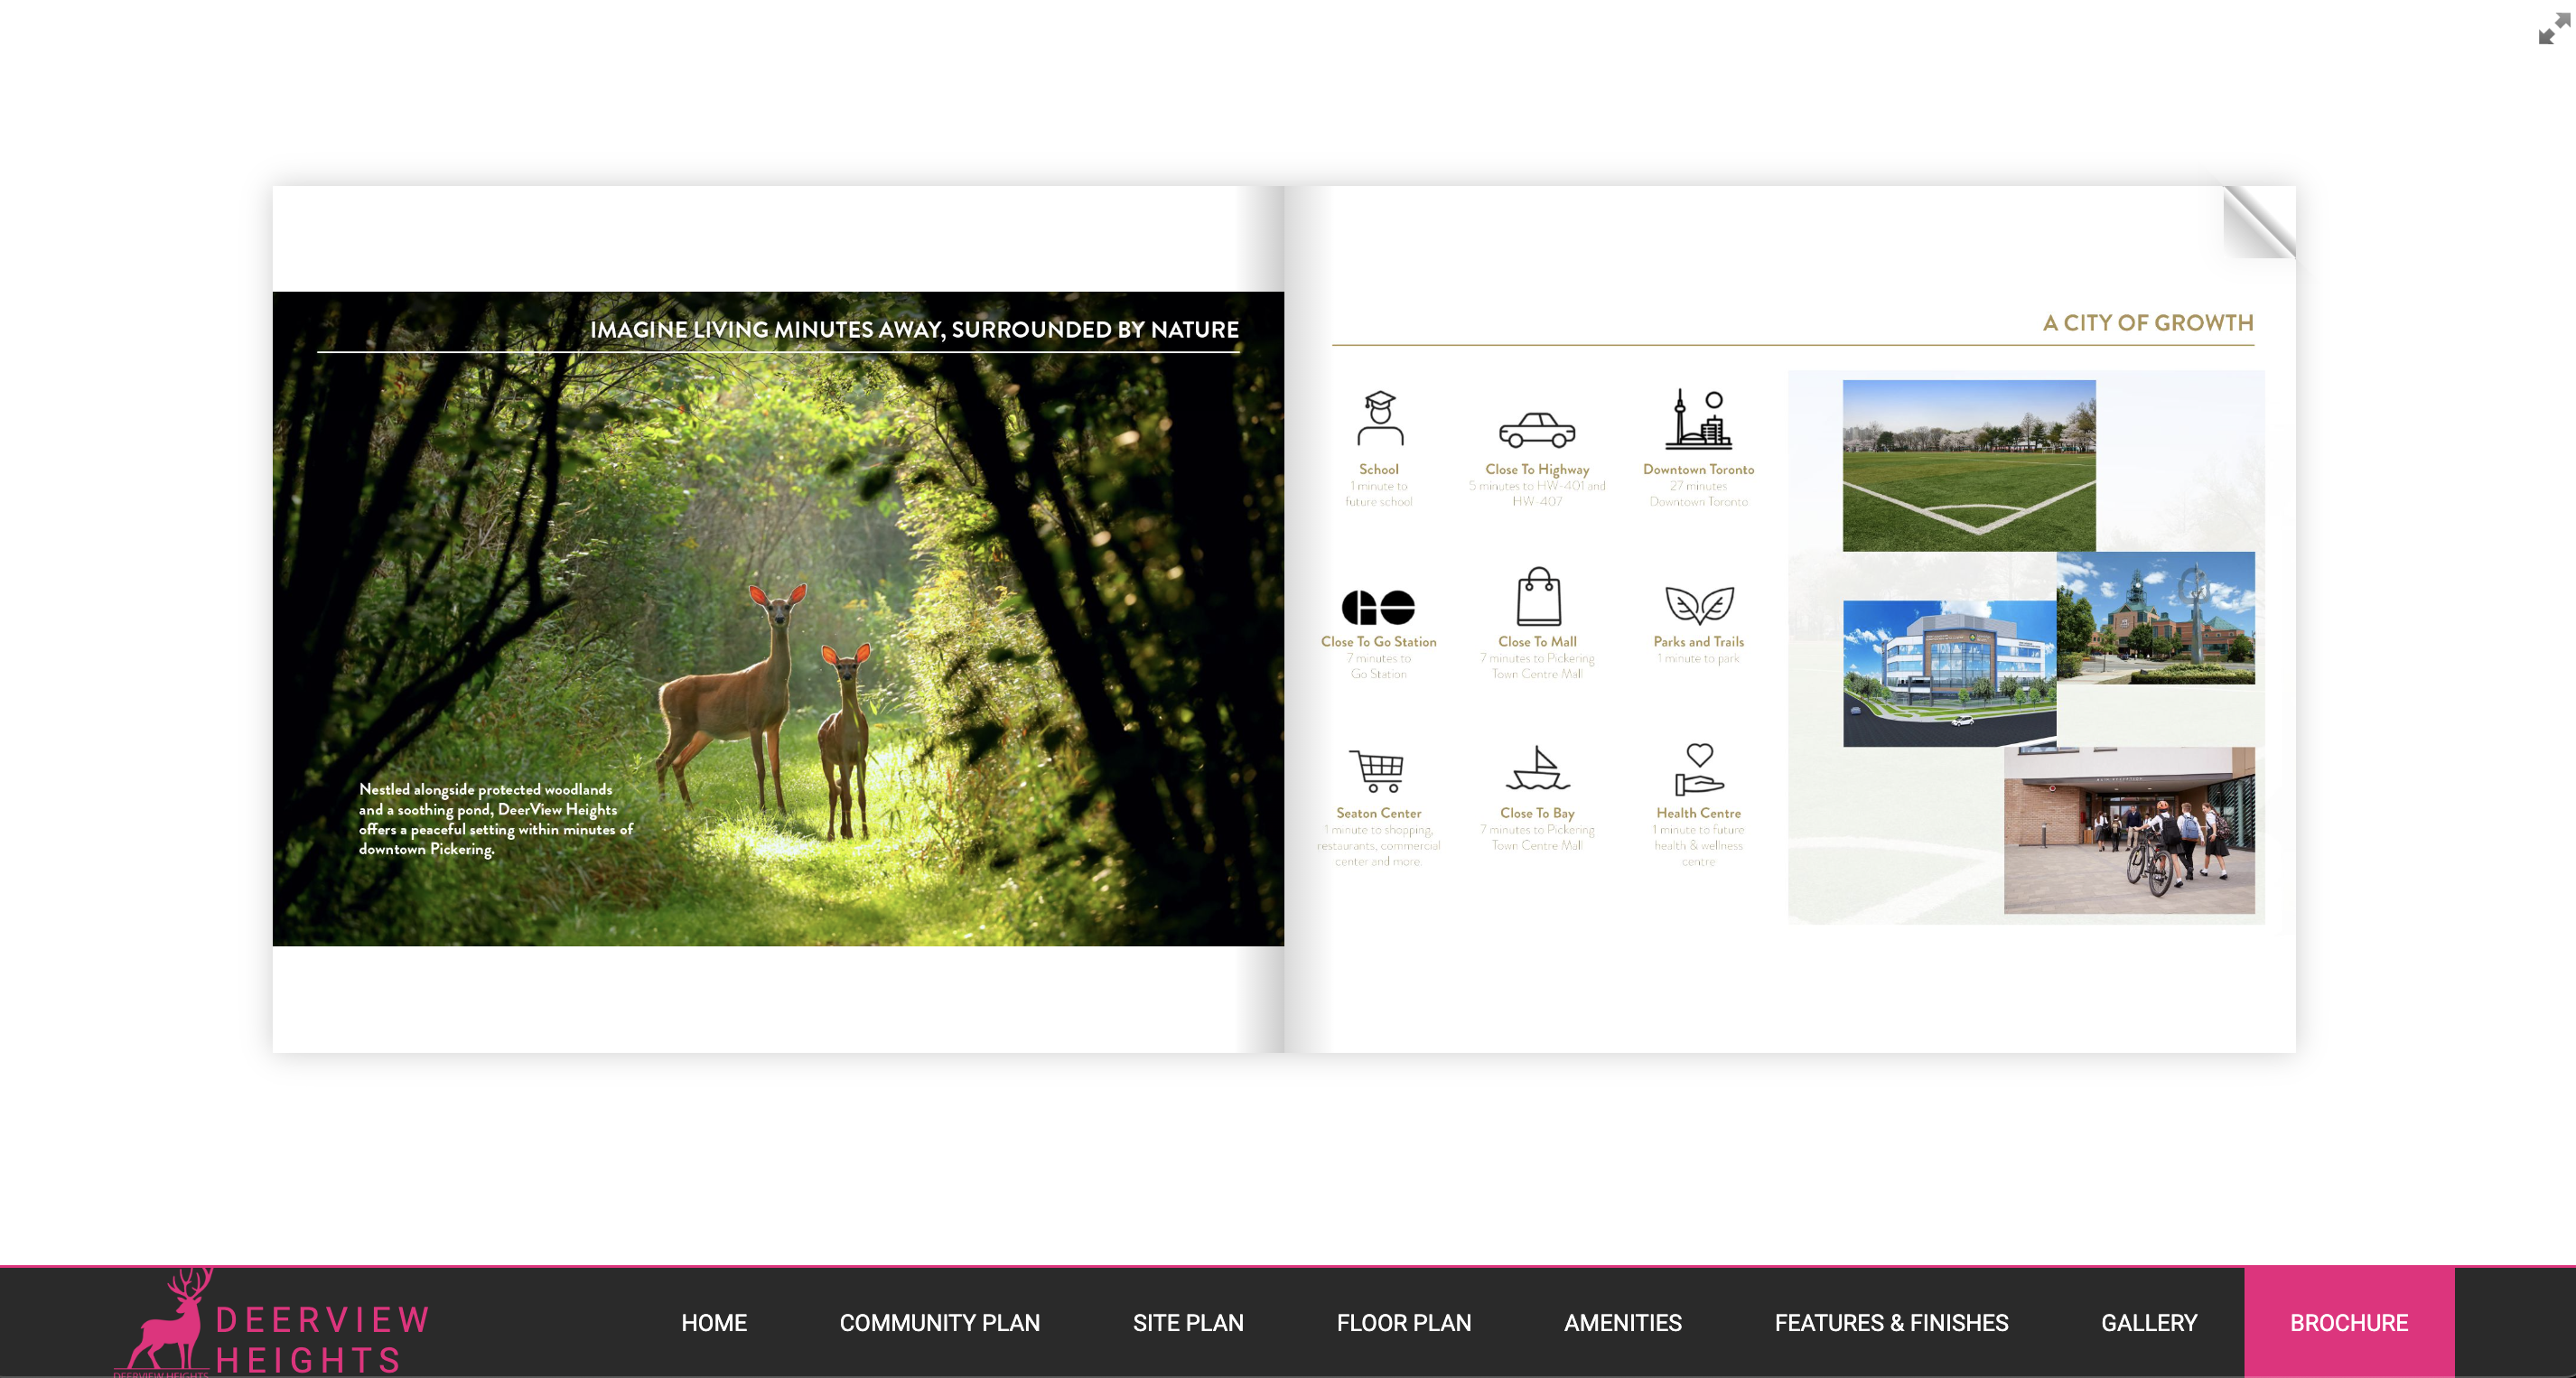 IMAGINE LIVING MINUTES AWAY, SURROUNDED BY NATURE
Nestled alongside protected woodlands
and a soothing pond, DeerView Heights
offers a peaceful setting within minutes of
downtown Pickering.
A CITY OF GROWTH
School
1 minute to
future school
Close To Highway
5 minutes to HW-401 and
HW-407
Downtown Toronto
27 minutes
Downtown Toronto
GO
Close To Go Station
7 minutes to
Go Station
Close To Mall
7 minutes to Pickering
Town Centre Mall
Parks and Trails
1 minute to park
Seaton Center
1 minute to shopping,
restaurants, commercial
center and more.
Close To Bay
7 minutes to Pickering
Town Centre Mall
Health Centre
1 minute to future
health & wellness
centre
DEERVIEW
HEIGHTS
DEERVIEW HEIGHTS
HOME
COMMUNITY PLAN
SITE PLAN
FLOOR PLAN
AMENITIES
FEATURES & FINISHES
GALLERY
BROCHURE